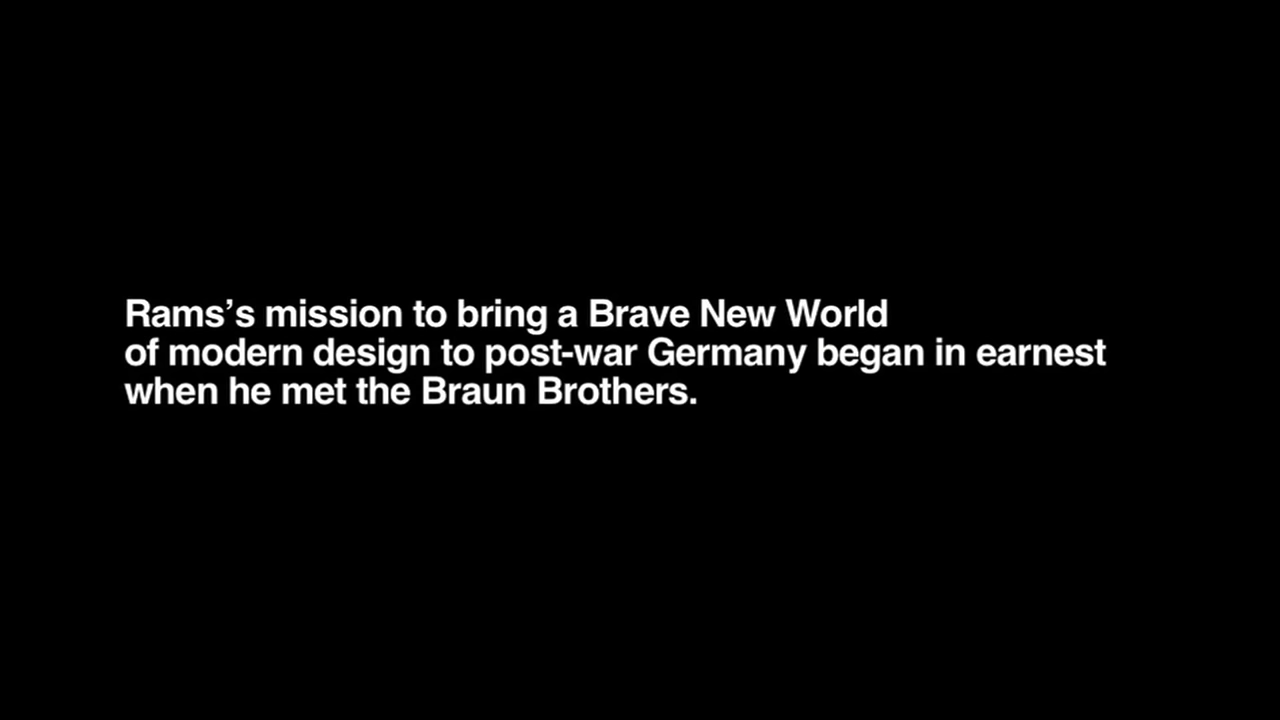 Rams’s mission to bring a Brave New World
of modern design to post-war Germany began in earnest
when he met the Braun Brothers.